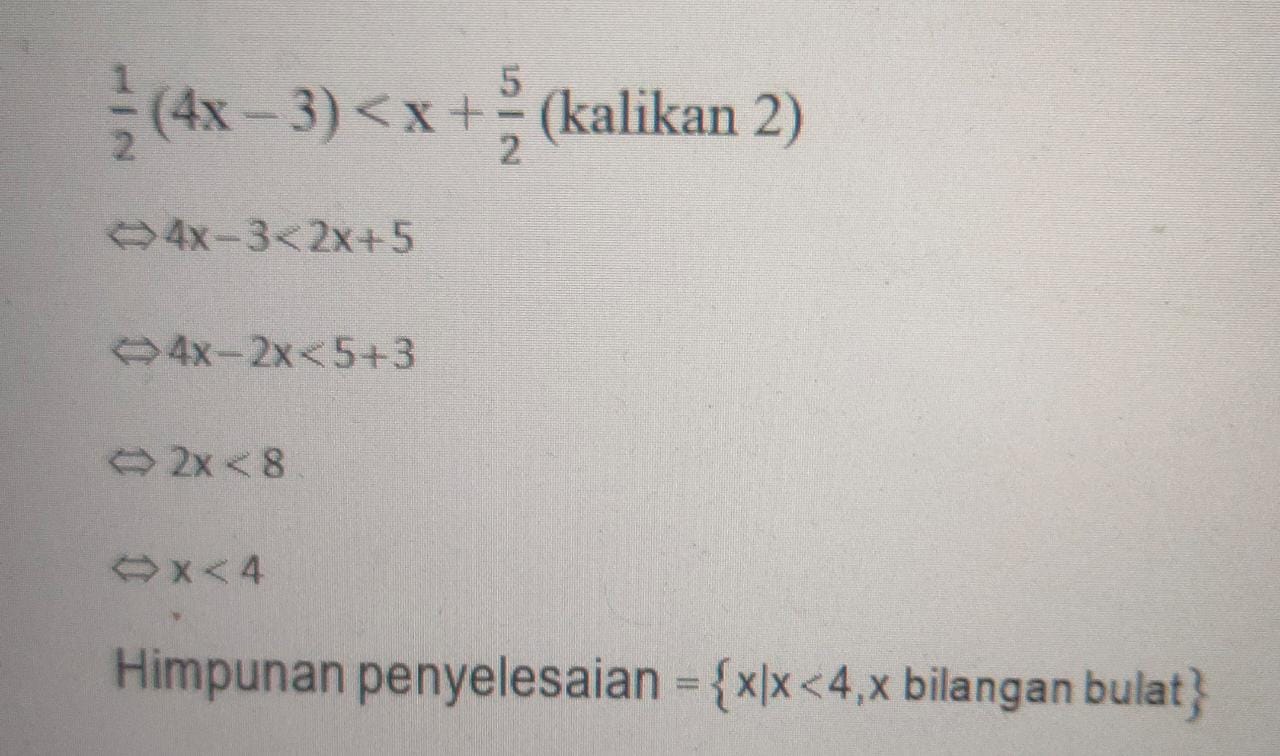 1/2 (4x – 3) < x + 5/2 (kalikan 2)
⇔ 4x – 3 < 2x + 5
⇔ 4x – 2x < 5 + 3
⇔ 2x < 8
⇔ x < 4
Himpunan penyelesaian = {x|x < 4, x bilangan bulat}